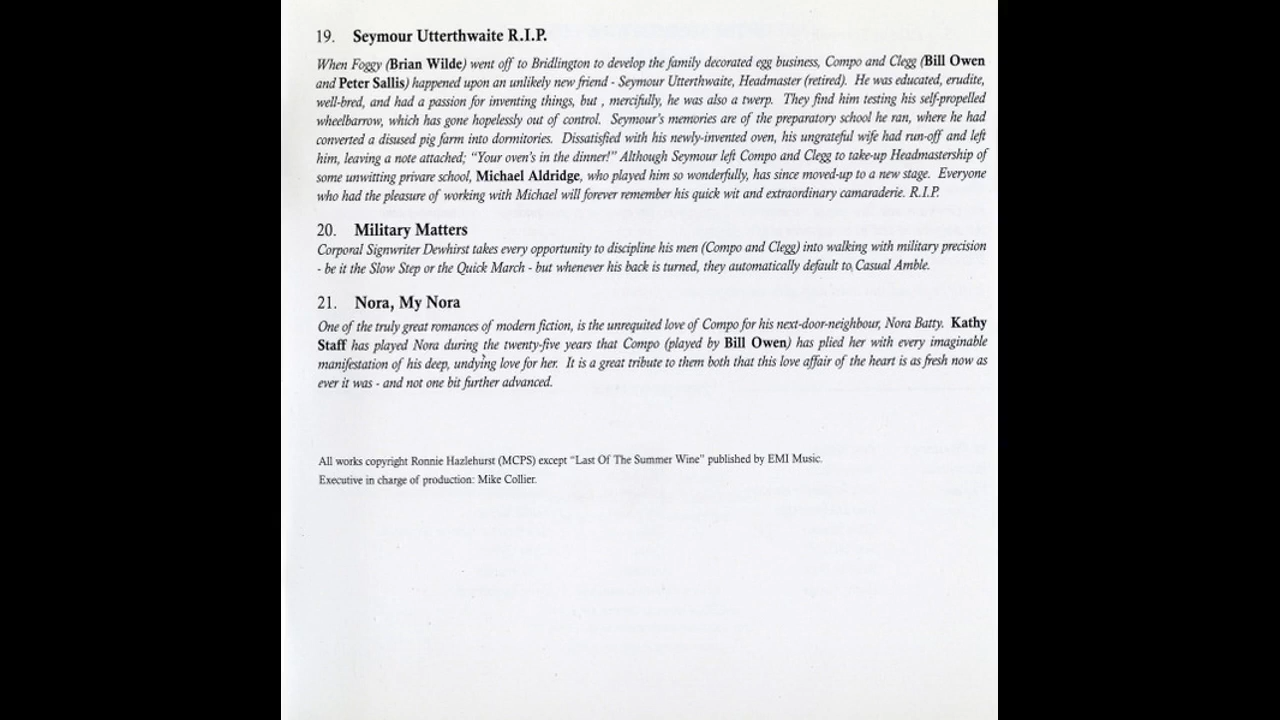 19. Seymour Utterthwaite R.I.P.
When Foggy (Brian Wilde) went off to Bridlington to develop the family decorated egg business, Compo and Clegg (Bill Owen
and Peter Sallis) happened upon an unlikely new friend - Seymour Utterthwaite, Headmaster (retired). He was educated, erudite,
well-bred, and had a passion for inventing things, but , mercifully, he was also a twerp. They find him testing his self-propelled
wheelbarrow, which has gone hopelessly out of control. Seymour's memories are of the preparatory school he ran, where he had
converted a disused pig farm into dormitories. Dissatisfied with his newly-invented oven, his ungrateful wife had run-off and left
him, leaving a note attached; "Your oven's in the dinner!" Although Seymour left Compo and Clegg to take-up Headmastership of
some unwitting privare school, Michael Aldridge, who played him so wonderfully, has since moved-up to a new stage. Everyone
who had the pleasure of working with Michael will forever remember his quick wit and extraordinary camaraderie. R.I.P.
20. Military Matters
Corporal Signwriter Dewhirst takes every opportunity to discipline his men (Compo and Clegg) into walking with military precision
- be it the Slow Step or the Quick March - but whenever his back is turned, they automatically default to Casual Amble.
21. Nora, My Nora
One of the truly great romances of modern fiction, is the unrequited love of Compo for his next-door-neighbour, Nora Batty. Kathy
Staff has played Nora during the twenty-five years that Compo (played by Bill Owen) has plied her with every imaginable
manifestation of his deep, undying love for her. It is a great tribute to them both that this love affair of the heart is as fresh now as
ever it was - and not one bit further advanced.
All works copyright Ronnie Hazlehurst (MCPS) except "Last Of The Summer Wine" published by EMI Music.
Executive in charge of production: Mike Collier.